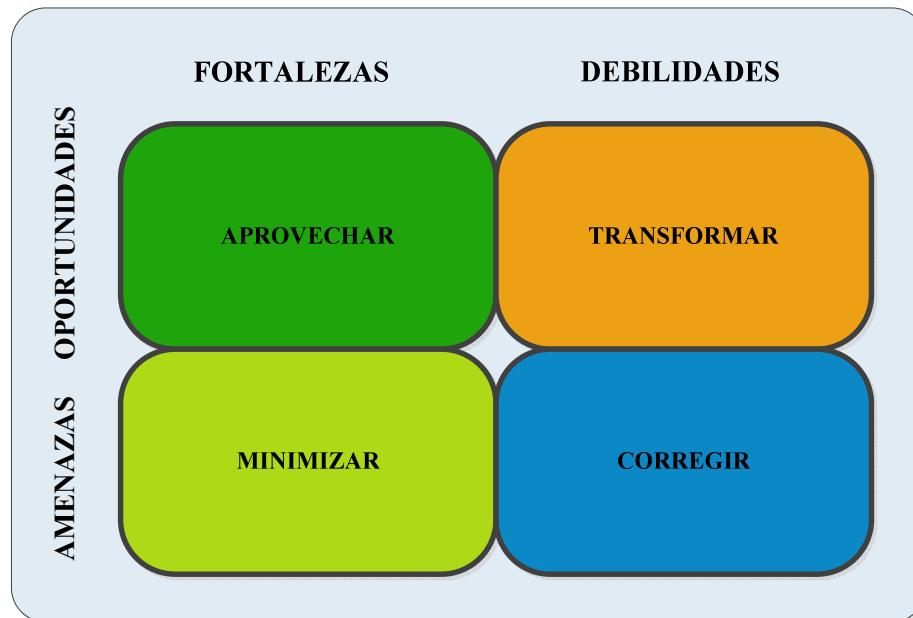 FORTALEZAS
DEBILIDADES
OPORTUNIDADES
APROVECHAR
TRANSFORMAR
AMENAZAS
MINIMIZAR
CORREGIR